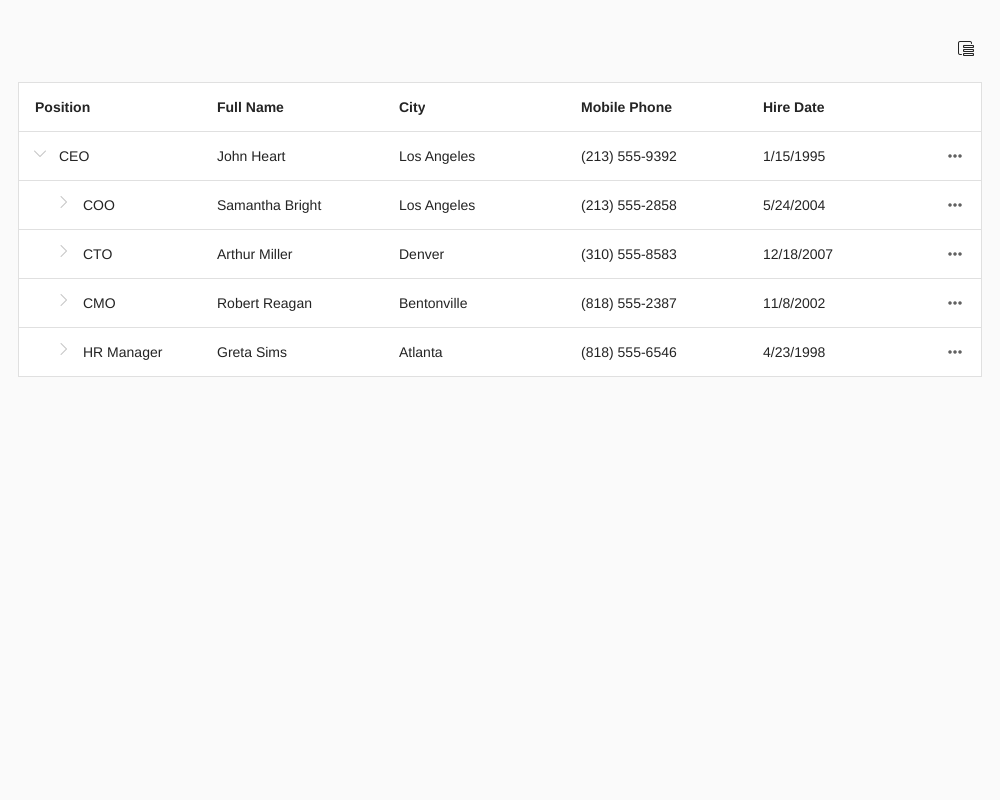 Position Full Name City Mobile Phone Hire Date
CEO John Heart Los Angeles (213) 555-9392 1/15/1995
COO Samantha Bright Los Angeles (213) 555-2858 5/24/2004
CTO Arthur Miller Denver (310) 555-8583 12/18/2007
CMO Robert Reagan Bentonville (818) 555-2387 11/8/2002
HR Manager Greta Sims Atlanta (818) 555-6546 4/23/1998